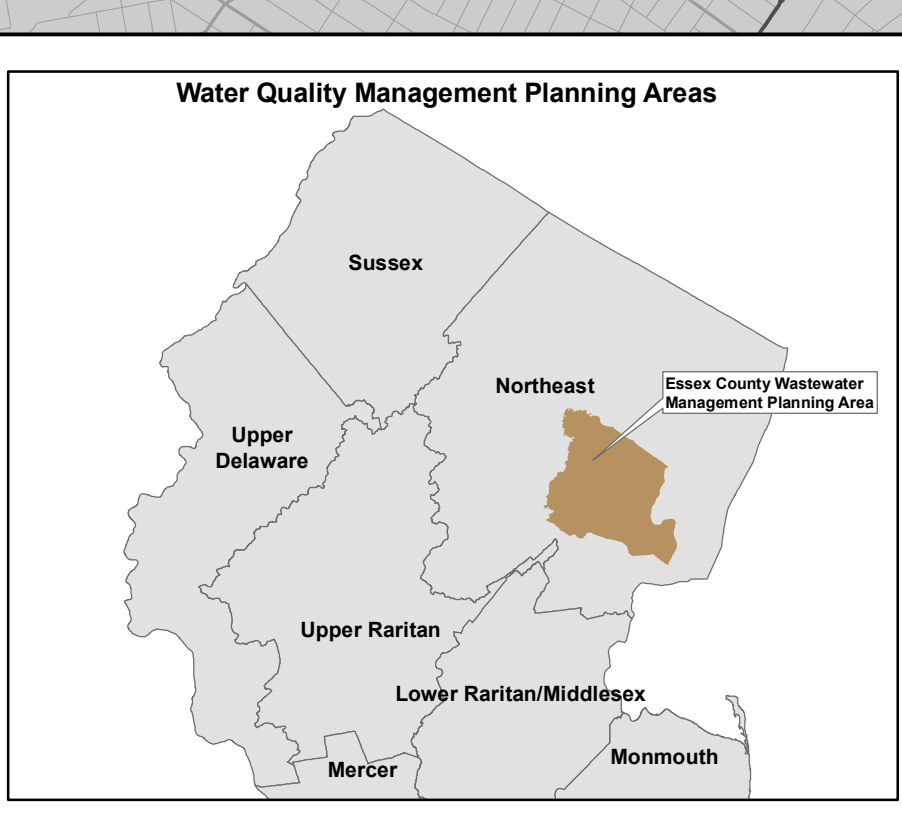 Water Quality Management Planning Areas
Sussex
Northeast
Essex County Wastewater
Management Planning Area
Upper
Delaware
Upper Raritan
Lower Raritan/Middlesex
Monmouth
Mercer